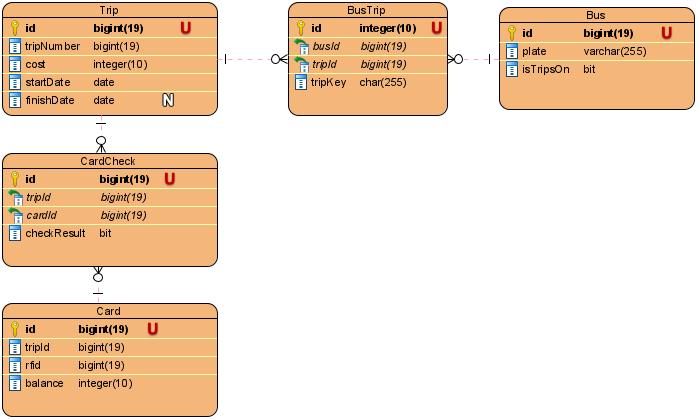 Trip
id bigint(19) U
tripNumber bigint(19)
cost integer(10)
startDate date
finishDate date N
BusTrip
id integer(10) U
busId bigint(19)
tripId bigint(19)
tripKey char(255)
Bus
id bigint(19) U
plate varchar(255)
isTripsOn bit
CardCheck
id bigint(19) U
tripId bigint(19)
cardId bigint(19)
checkResult bit
Card
id bigint(19) U
tripId bigint(19)
rfid bigint(19)
balance integer(10)